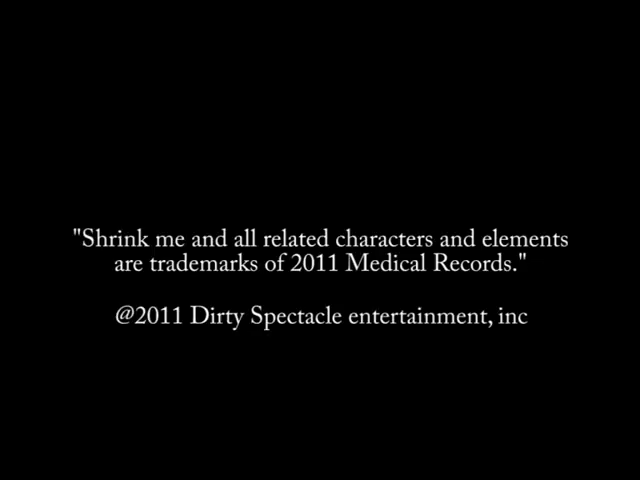 "Shrink me and all related characters and elements
are trademarks of 2011 Medical Records."
@2011 Dirty Spectacle entertainment, inc